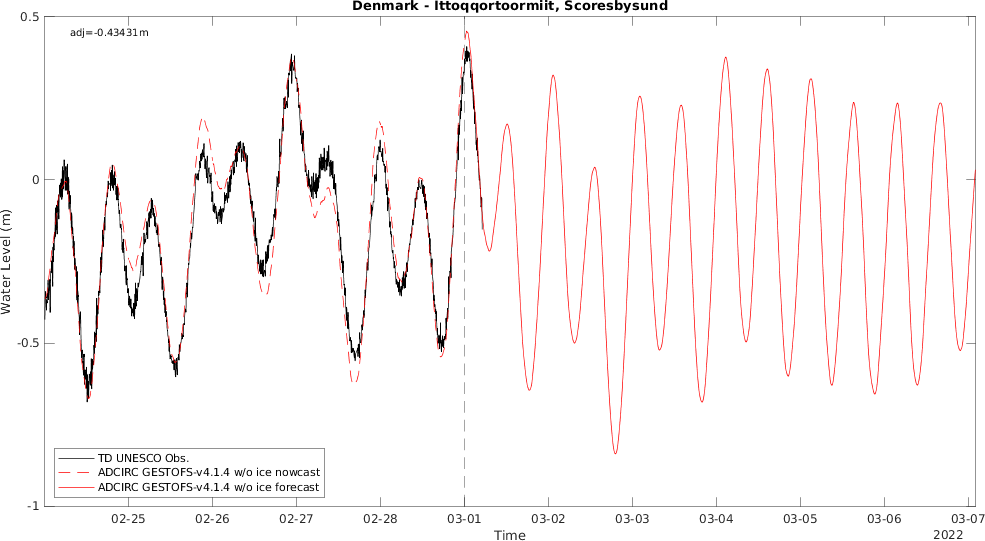 Denmark - Ittoqqortoormiit, Scoresbysund
adj=-0.43431m
0.5
0
-0.5
-1
Water Level (m)
TD UNESCO Obs.
ADCIRC GESTOFS-v4.1.4 w/o ice nowcast
ADCIRC GESTOFS-v4.1.4 w/o ice forecast
02-25 02-26 02-27 02-28 03-01 03-02 03-03 03-04 03-05 03-06 03-07
Time
2022